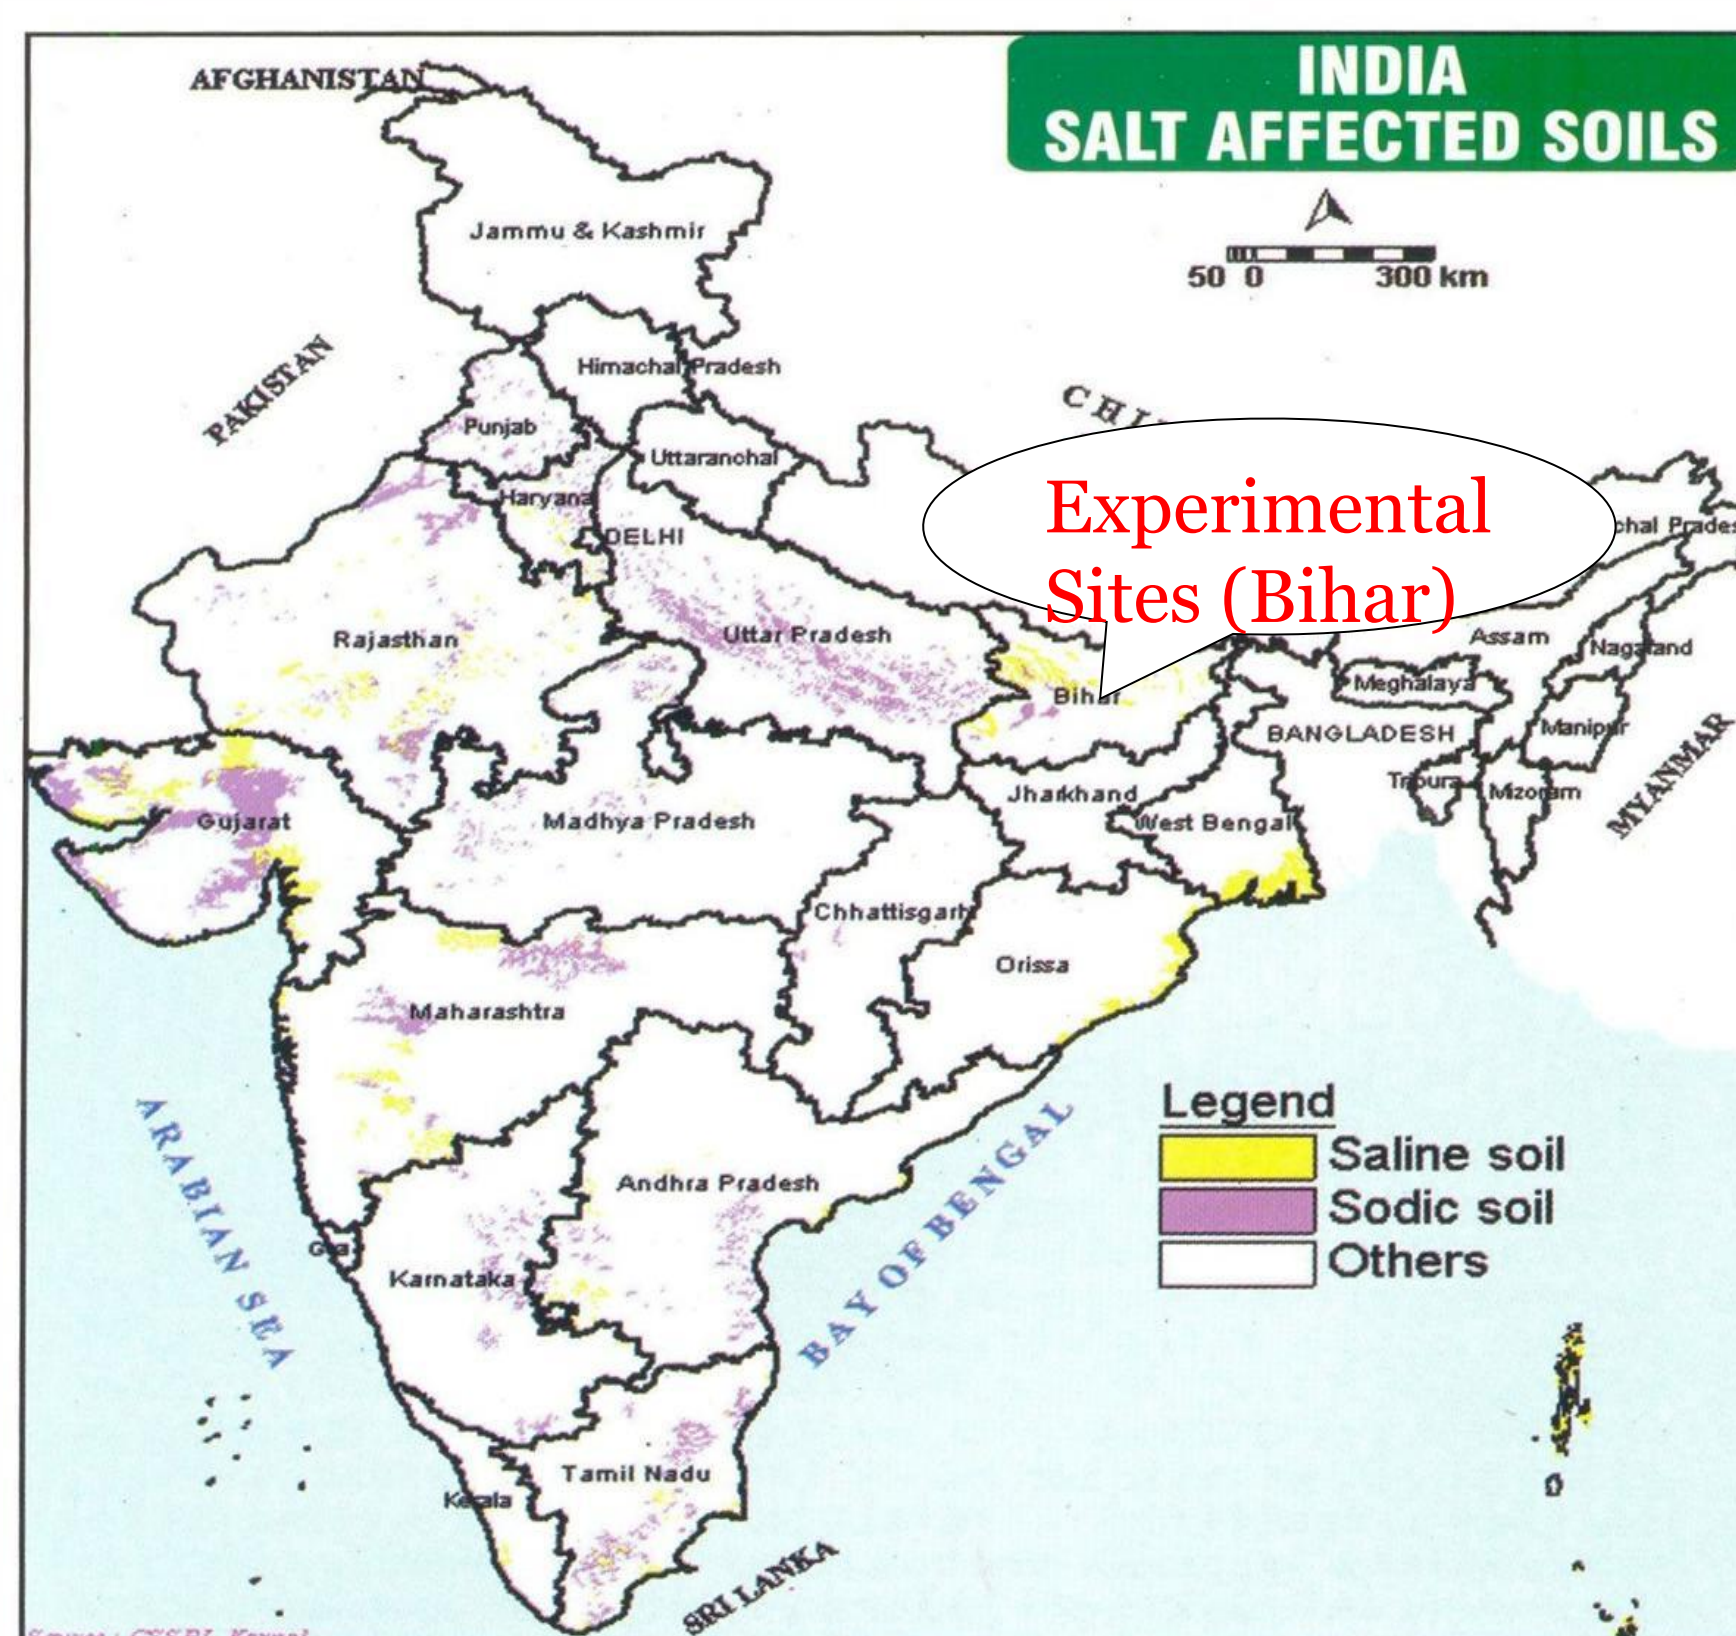 INDIA
SALT AFFECTED SOILS
AFGHANISTAN
50 0 300 km
Jammu & Kashmir
PAKISTAN
Himachal Pradesh
Punjab
Uttaranchal
Haryana
DELHI
Experimental
Sites (Bihar)
chal Prades
Rajasthan
Uttar Pradesh
Bihar
Assam
Nagaland
Meghalaya
Manipur
BANGLADESH
MYANMAR
Tripura
Mizoram
Gujarat
Madhya Pradesh
Jharkhand
West Bengal
Chhattisgarh
Orissa
Maharashtra
ARABIAN SEA
Andhra Pradesh
BAY OF BENGAL
Legend
Saline soil
Sodic soil
Others
Goa
Karnataka
Tamil Nadu
Kerala
SRI LANKA